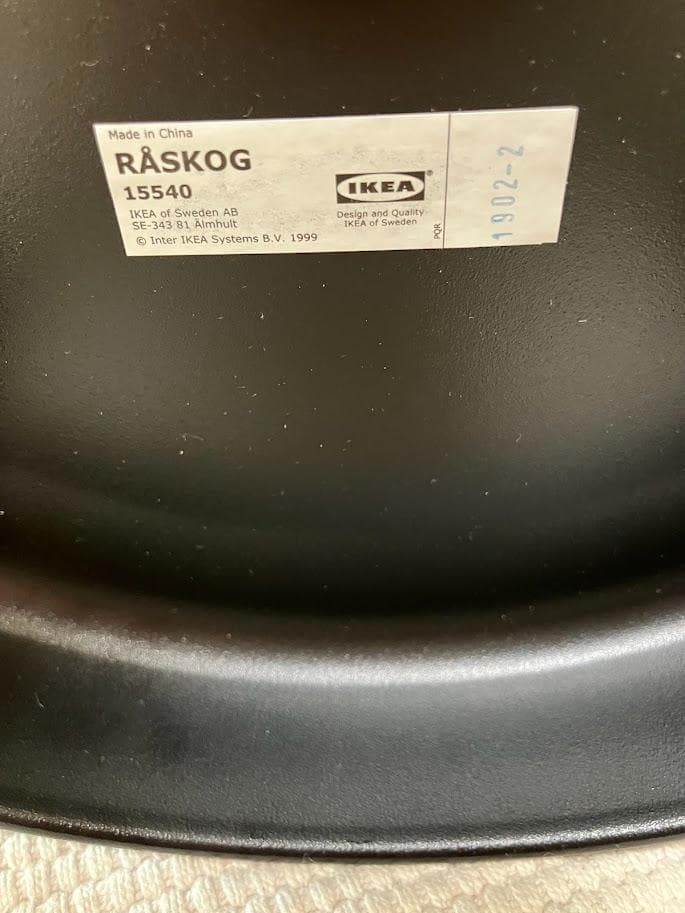 Made in China
RÅSKOG
15540
IKEA of Sweden AB
SE-343 81 Älmhult
© Inter IKEA Systems B.V. 1999
IKEA®
Design and Quality
IKEA of Sweden
PQR
1902-2